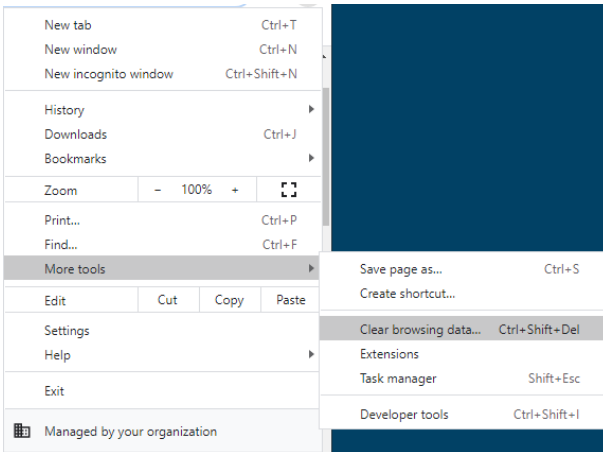 New tab Ctrl+T
New window Ctrl+N
New incognito window Ctrl+Shift+N
History
Downloads Ctrl+J
Bookmarks
Zoom - 100% +
Print... Ctrl+P
Find... Ctrl+F
More tools
Edit Cut Copy Paste
Settings
Help
Exit
Managed by your organization
Save page as... Ctrl+S
Create shortcut...
Clear browsing data... Ctrl+Shift+Del
Extensions
Task manager Shift+Esc
Developer tools Ctrl+Shift+I